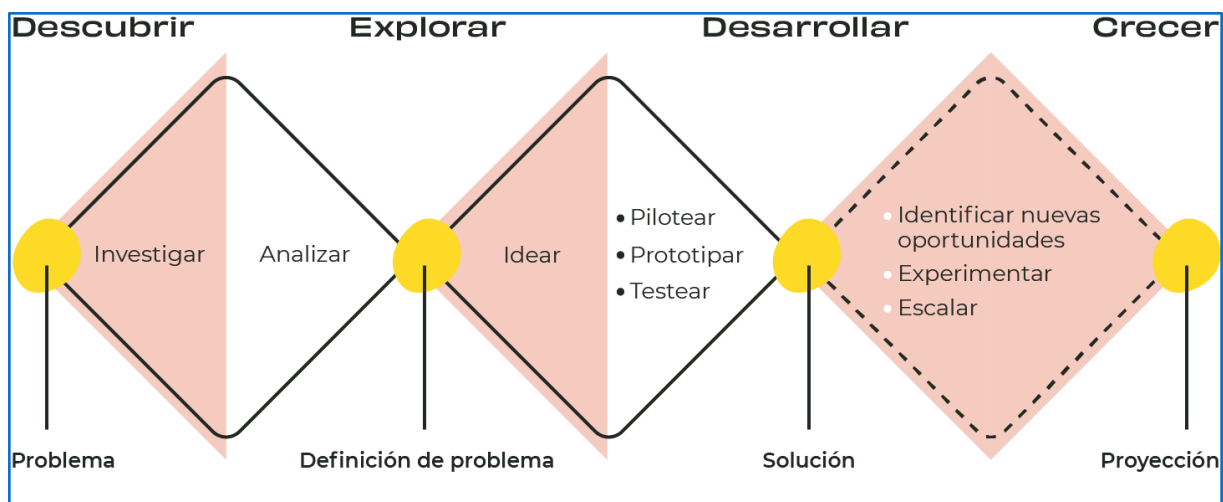 Descubrir
Explorar
Desarrollar
Crecer
Investigar
Analizar
Idear
• Pilotear
• Prototipar
• Testear
• Identificar nuevas
oportunidades
• Experimentar
• Escalar
Problema
Definición de problema
Solución
Proyección